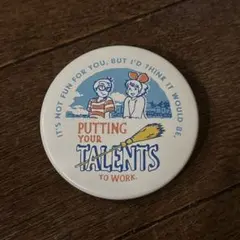 IT'S NOT FUN FOR YOU, BUT I'D THINK IT WOULD BE.
PUTTING
YOUR
TALENTS
TO WORK.